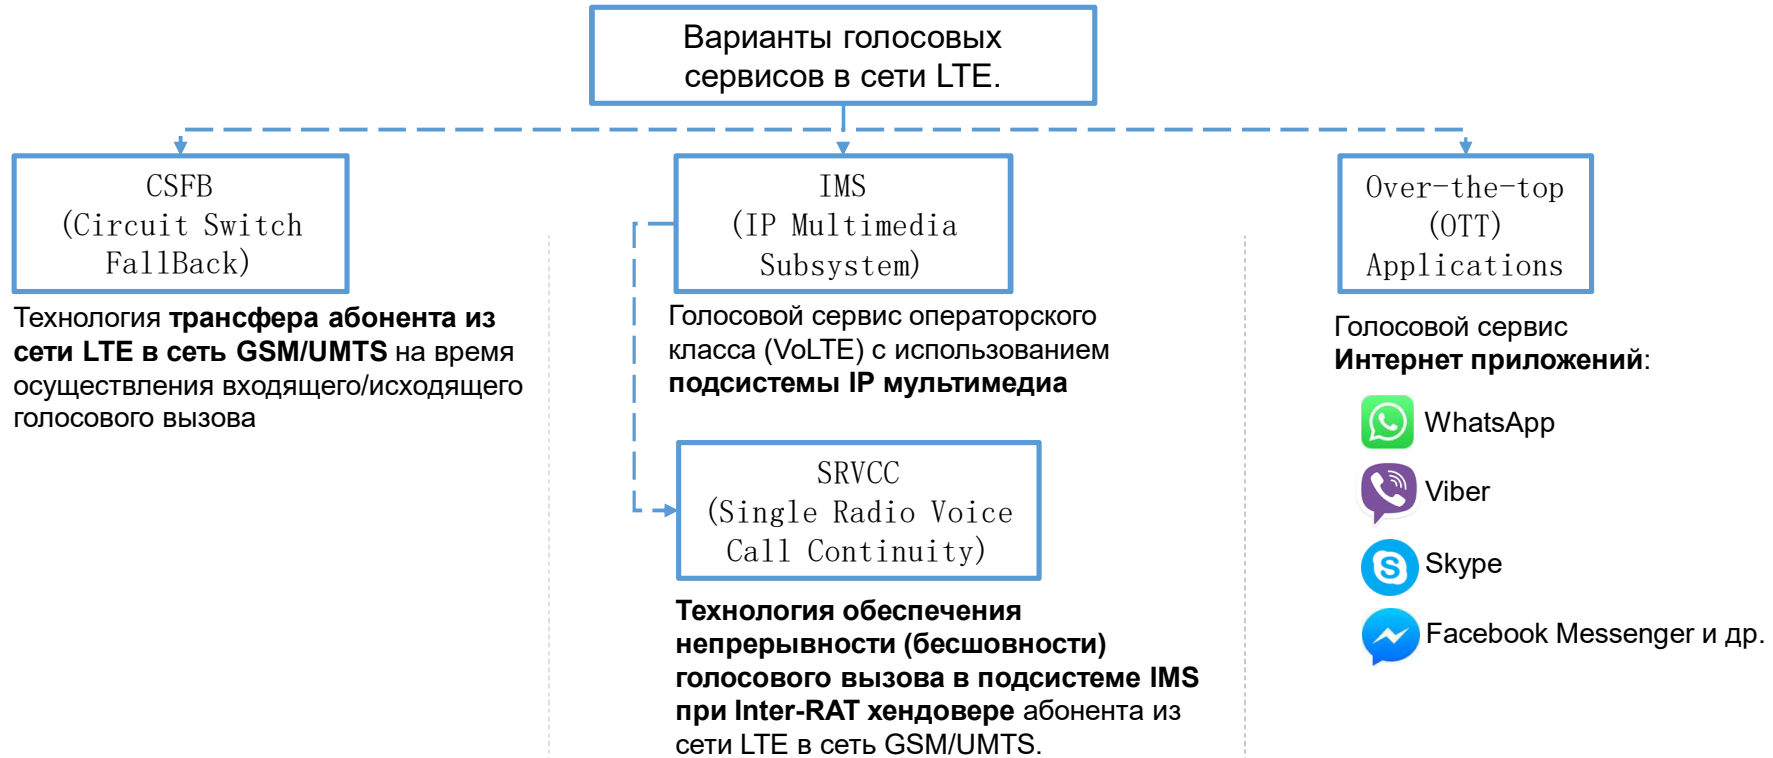 Варианты голосовых
сервисов в сети LTE.
CSFB
(Circuit Switch
FallBack)
Технология трансфера абонента из
сети LTE в сеть GSM/UMTS на время
осуществления входящего/исходящего
голосового вызова
IMS
(IP Multimedia
Subsystem)
Голосовой сервис операторского
класса (VoLTE) с использованием
подсистемы IP мультимедиа
SRVCC
(Single Radio Voice
Call Continuity)
Технология обеспечения
непрерывности (бесшовности)
голосового вызова в подсистеме IMS
при Inter-RAT хендовере абонента из
сети LTE в сеть GSM/UMTS.
Over-the-top
(OTT)
Applications
Голосовой сервис
Интернет приложений:
WhatsApp
Viber
Skype
Facebook Messenger и др.